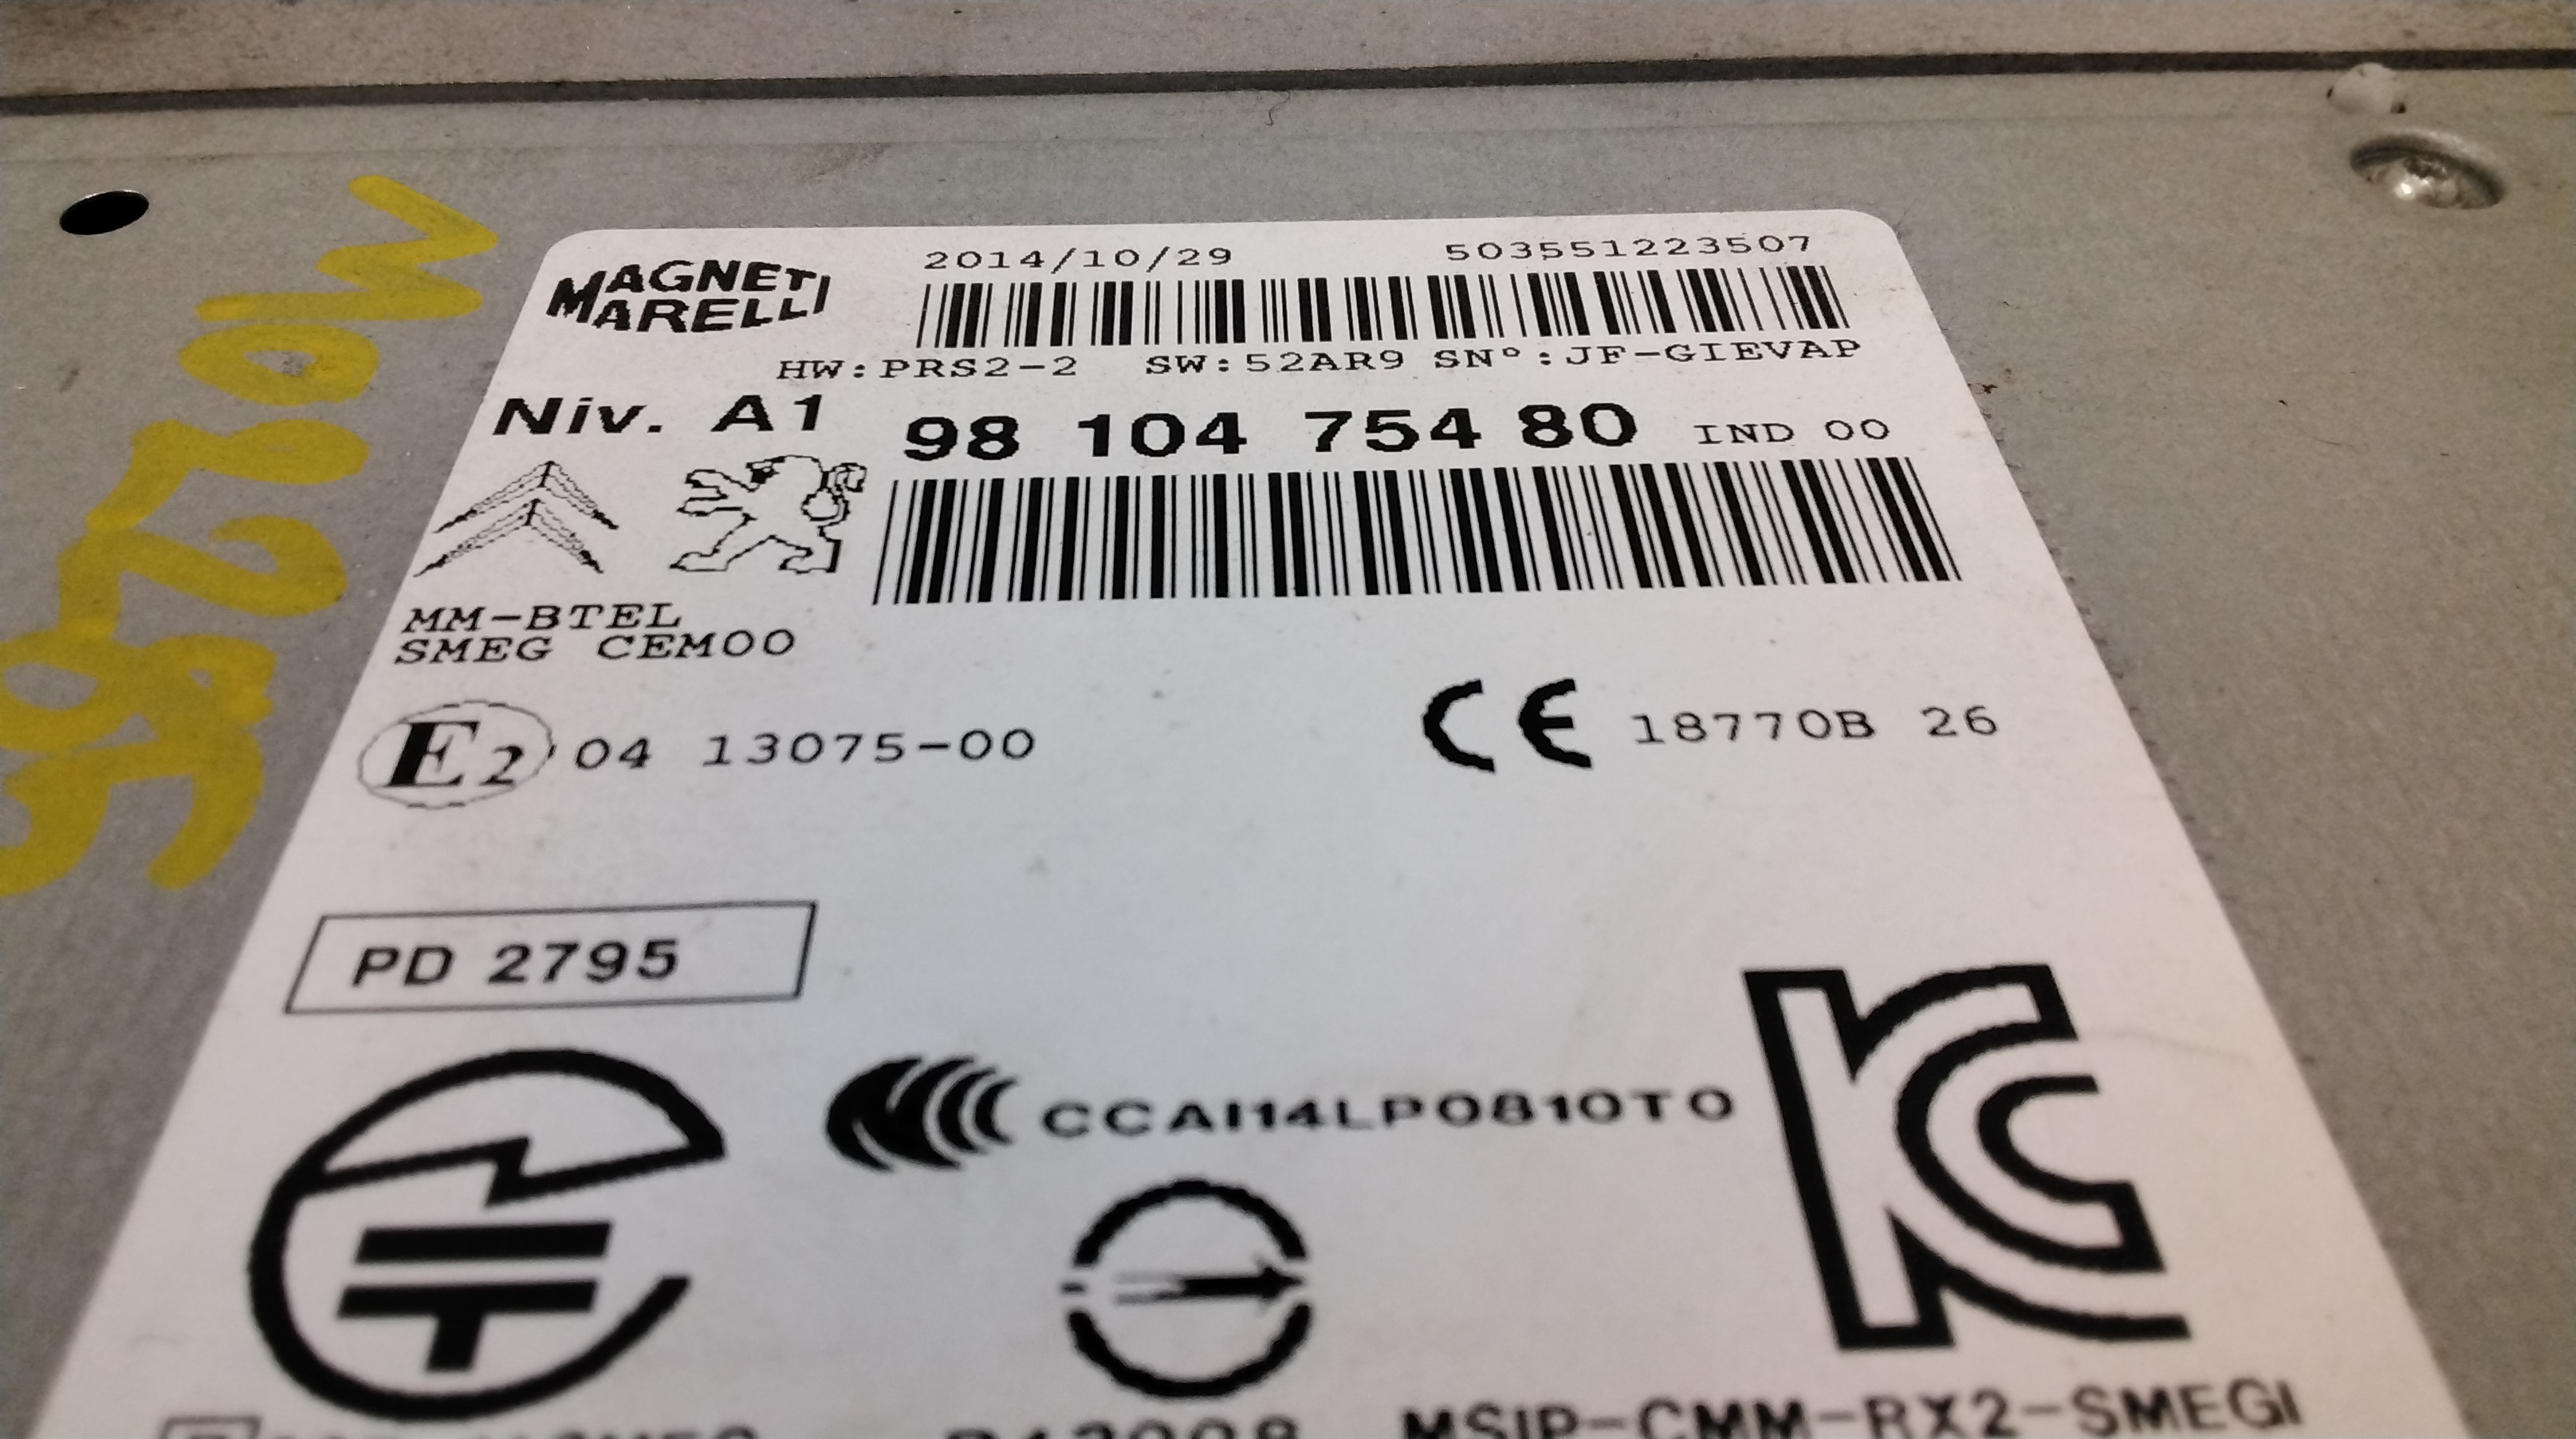 MAGNETI
MARELLI
2014/10/29 503551223507
HW:PRS2-2 SW:52AR9 SN°:JF-GIEVAP
Niv. A1 98 104 754 80 IND 00
MM-BTEL
SMEG CEM00
E2 04 13075-00
CE 18770B 26
PD 2795
CCAI14LP0810T0
MSIP-CMM-RX2-SMEGI